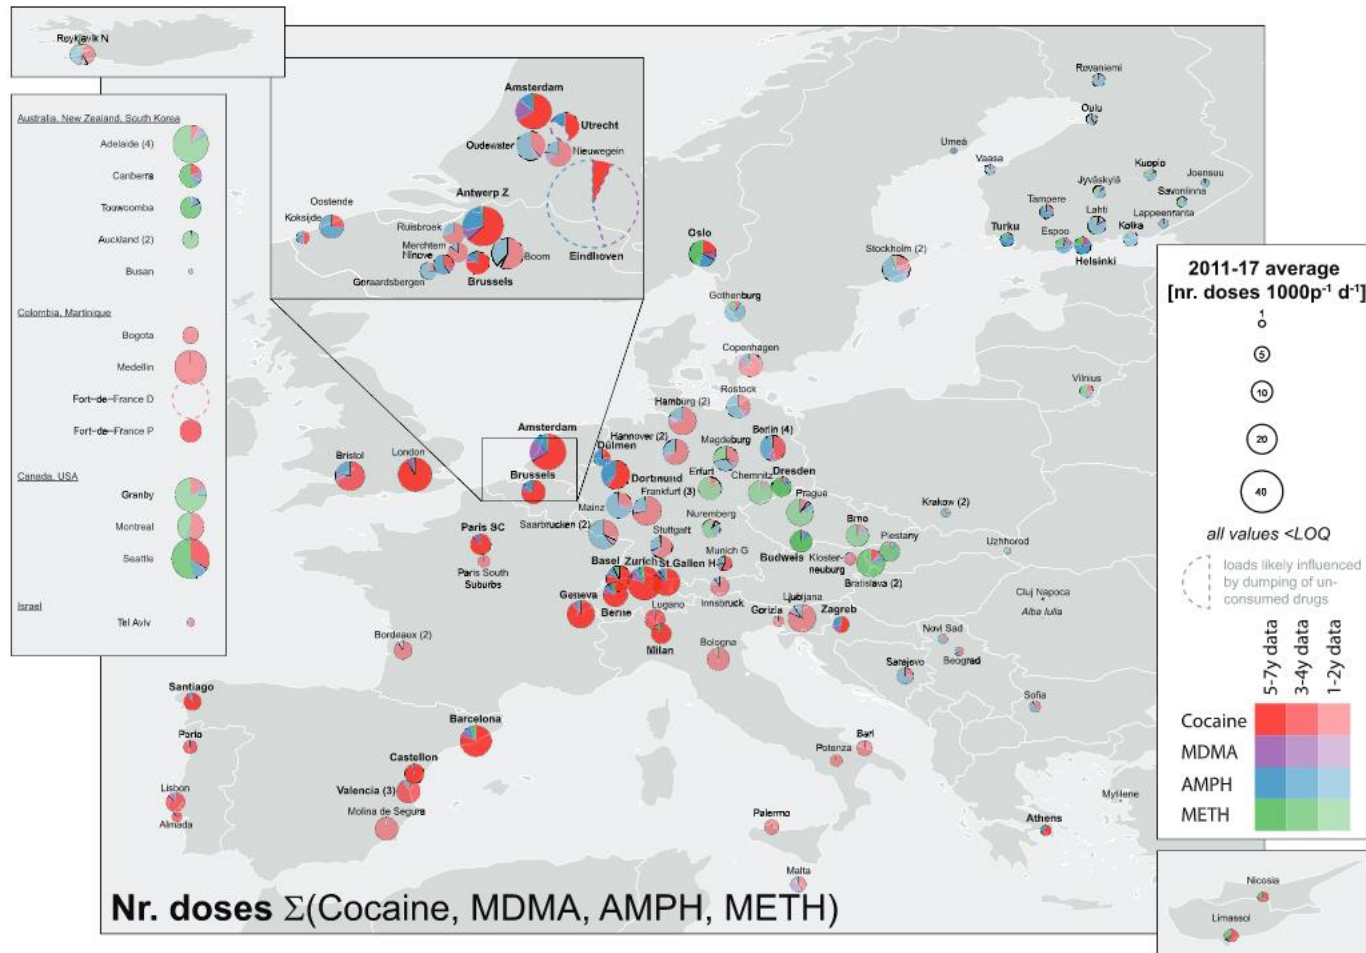 Reykjavik N
Australia, New Zealand, South Korea
Adelaide (4)
Canberra
Toowoomba
Auckland (2)
Busan
Colombia, Martinique
Bogota
Medellin
Fort-de-France D
Fort-de-France P
Canada, USA
Granby
Montreal
Seattle
Israel
Tel Aviv
Amsterdam
Utrecht
Oudewater
Nieuwegein
Antwerp Z
Oostende
Koksijde
Ruisbroek
Merchtem
Ninove
Geraardsbergen
Boom
Brussels
Eindhoven
Rovaniemi
Oulu
Umeå
Vaasa
Kuopio
Joensuu
Jyväskylä
Savonlinna
Tampere
Lahti
Lappeenranta
Turku
Espoo
Kotka
Helsinki
Oslo
Stockholm (2)
Gothenburg
Copenhagen
Vilnius
Rostock
Hamburg (2)
Hannover (2)
Magdeburg
Berlin (4)
Amsterdam
Dülmen
Bristol
London
Brussels
Dortmund
Erfurt
Chemnitz
Dresden
Frankfurt (3)
Mainz
Prague
Krakow (2)
Saarbrucken (2)
Nuremberg
Stuttgart
Brno
Piestany
Uzhhorod
Paris SC
Paris South
Suburbs
Munich G
Budweis
Kloster-
neuburg
Bratislava (2)
Basel
Zurich
St.Gallen H
Geneva
Berne
Lugano
Innsbruck
Gorizia
Ljubljana
Zagreb
Cluj Napoca
Alba Iulia
Bordeaux (2)
Milan
Bologna
Novi Sad
Beograd
Sarajevo
Sofia
Santiago
Porto
Barcelona
Castellon
Valencia (3)
Molina de Segura
Lisbon
Almada
Potenza
Bari
Palermo
Malta
Athens
Mytilene
Nicosia
Limassol
2011-17 average
[nr. doses 1000p⁻¹ d⁻¹]
1
5
10
20
40
all values <LOQ
loads likely influenced
by dumping of un-
consumed drugs
5-7y data
3-4y data
1-2y data
Cocaine
MDMA
AMPH
METH
Nr. doses Σ(Cocaine, MDMA, AMPH, METH)